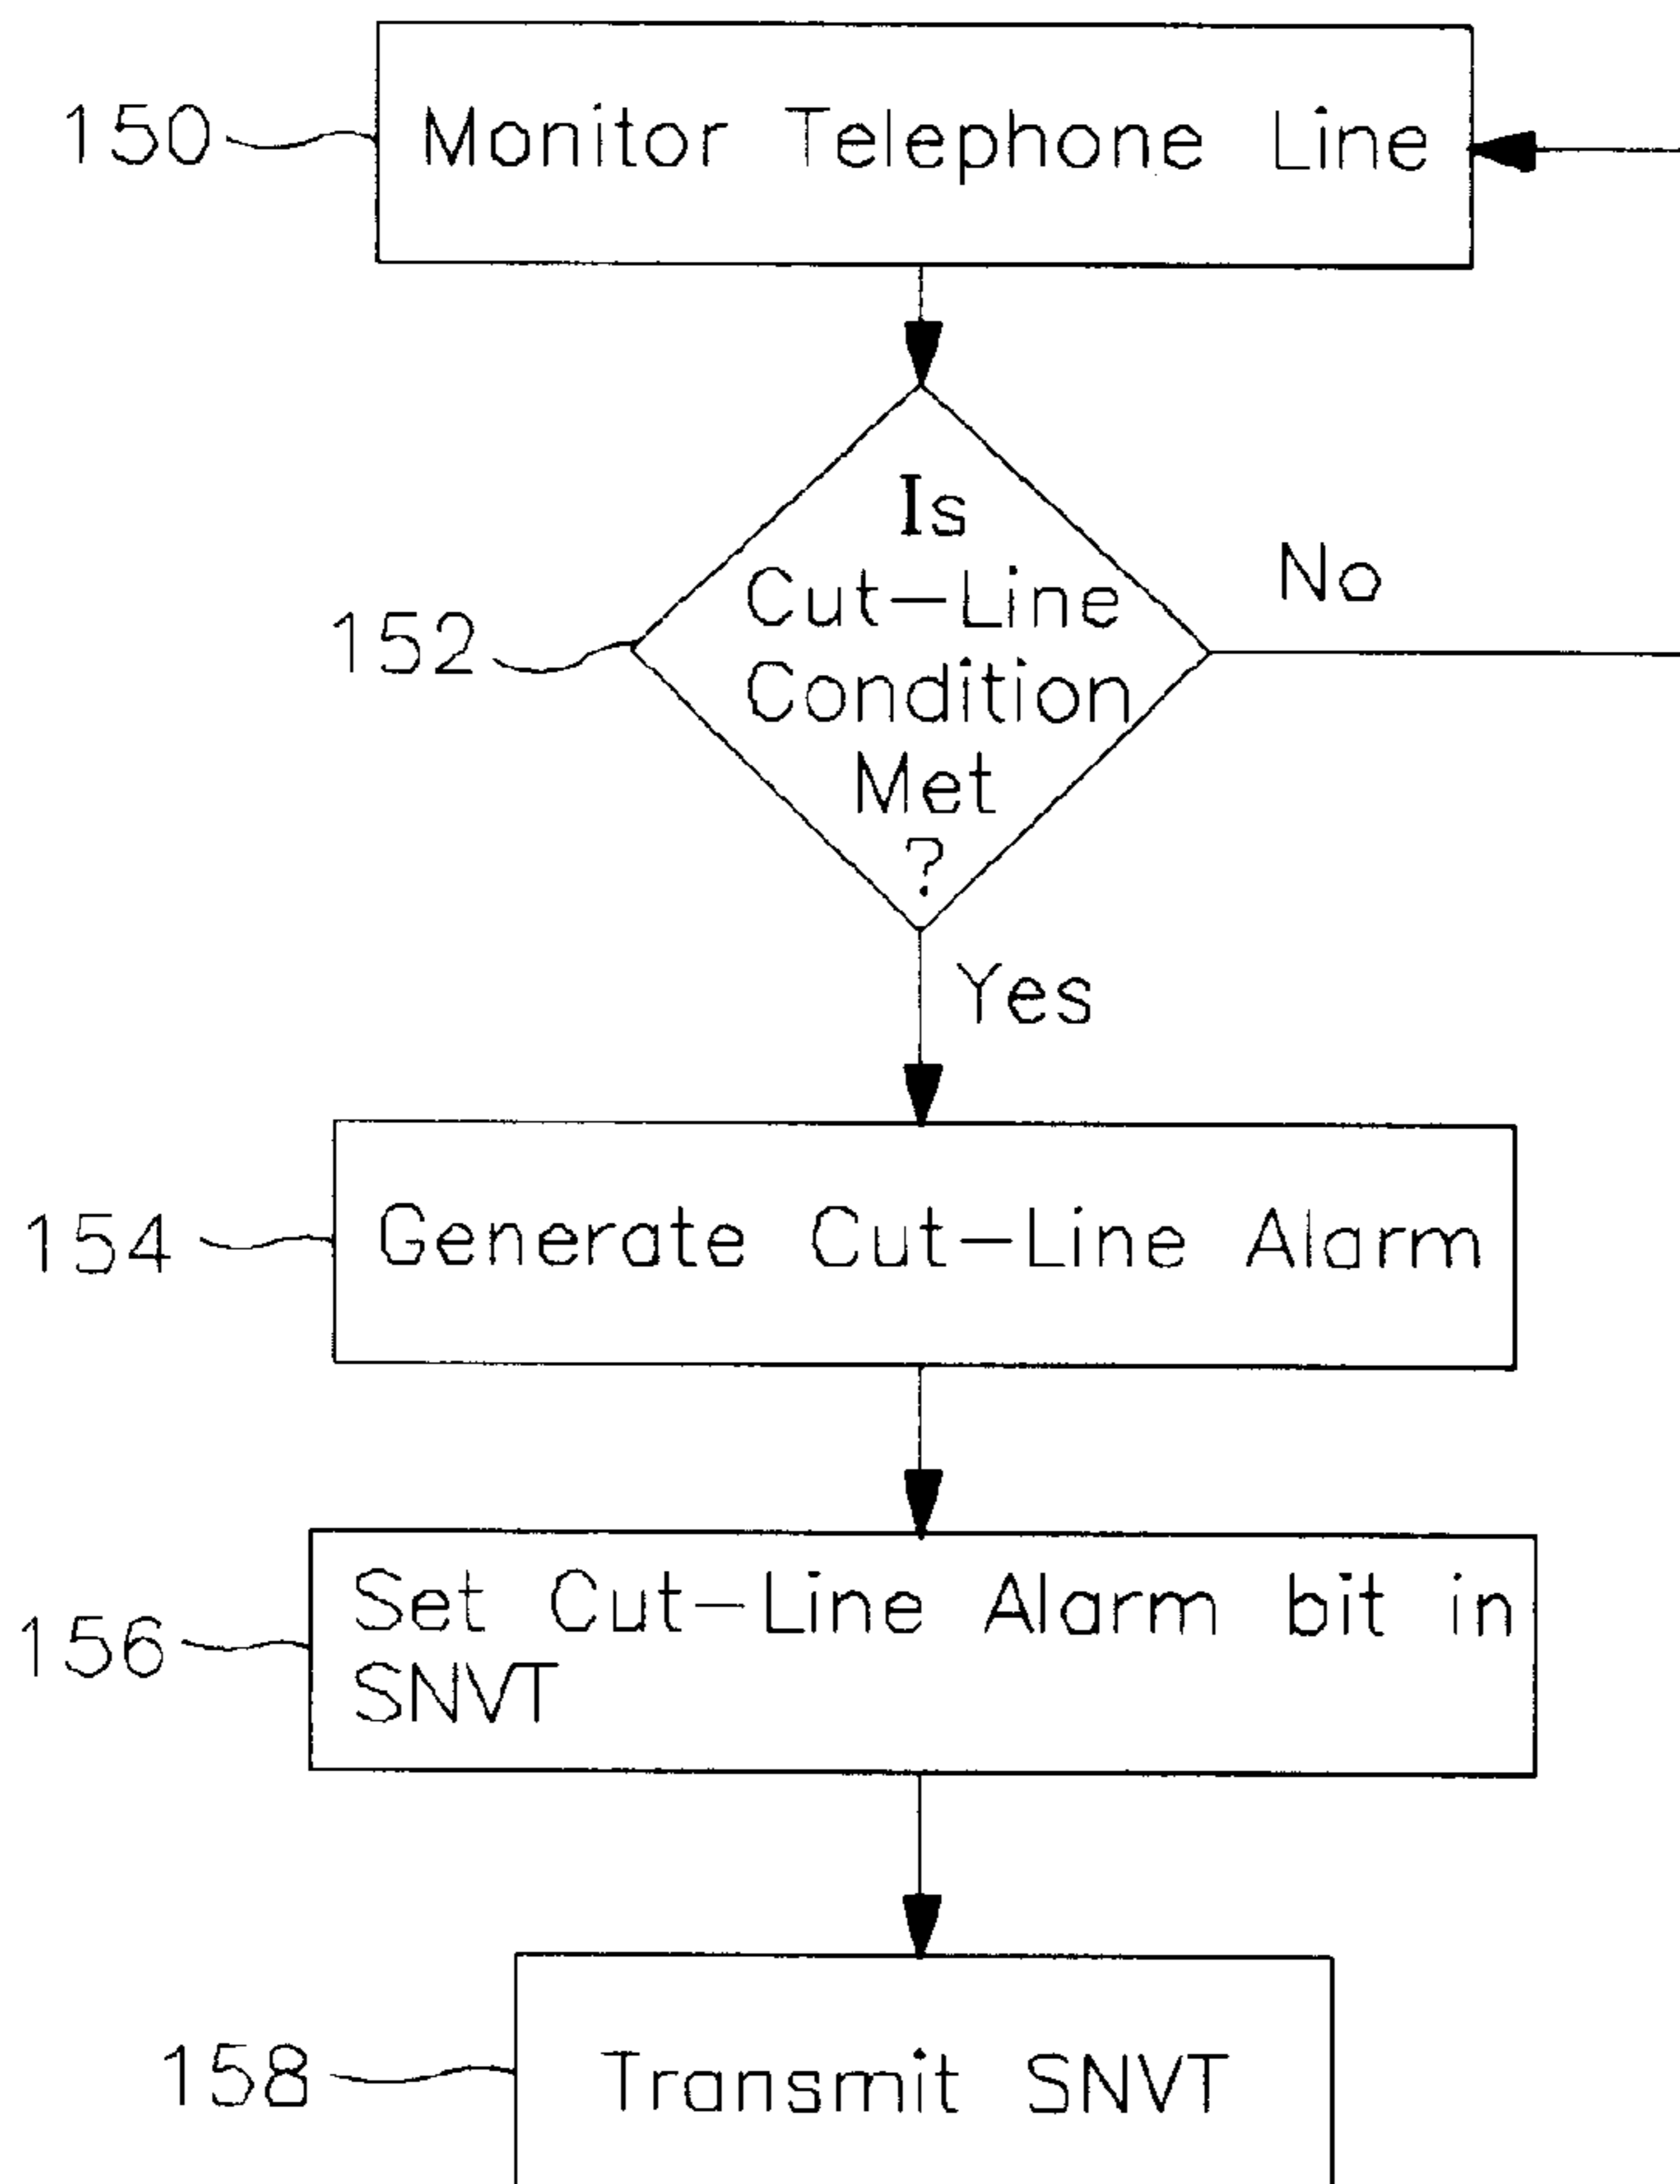 150
Monitor Telephone Line
Is
Cut-Line
Condition
Met
?
152
No
Yes
154
Generate Cut-Line Alarm
156
Set Cut-Line Alarm bit in
SNVT
158
Transmit SNVT